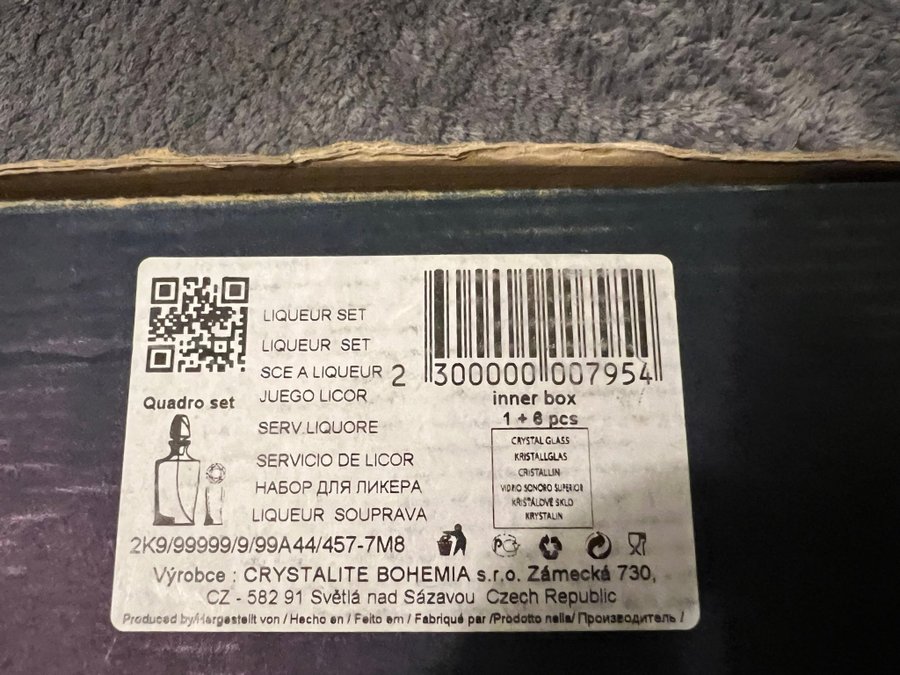 LIQUEUR SET
LIQUEUR SET
SCE A LIQUEUR
JUEGO LICOR
SERV.LIQUORE
SERVICIO DE LICOR
НАБОР ДЛЯ ЛИКЕРА
LIQUEUR SOUPRAVA
Quadro set
2 300000 007954
inner box
1 + 6 pcs
CRYSTAL GLASS
KRISTALLGLAS
CRISTALLIN
VIDRIO SONORO SUPERIOR
KŘIŠŤÁLOVÉ SKLO
KRYSTALIN
2K9/99999/9/99A44/457-7M8
Výrobce : CRYSTALITE BOHEMIA s.r.o. Zámecká 730,
CZ - 582 91 Světlá nad Sázavou Czech Republic
Produced by/Hergestellt von / Hecho en / Feito em / Fabriqué par /Prodotto nella/ Производитель /